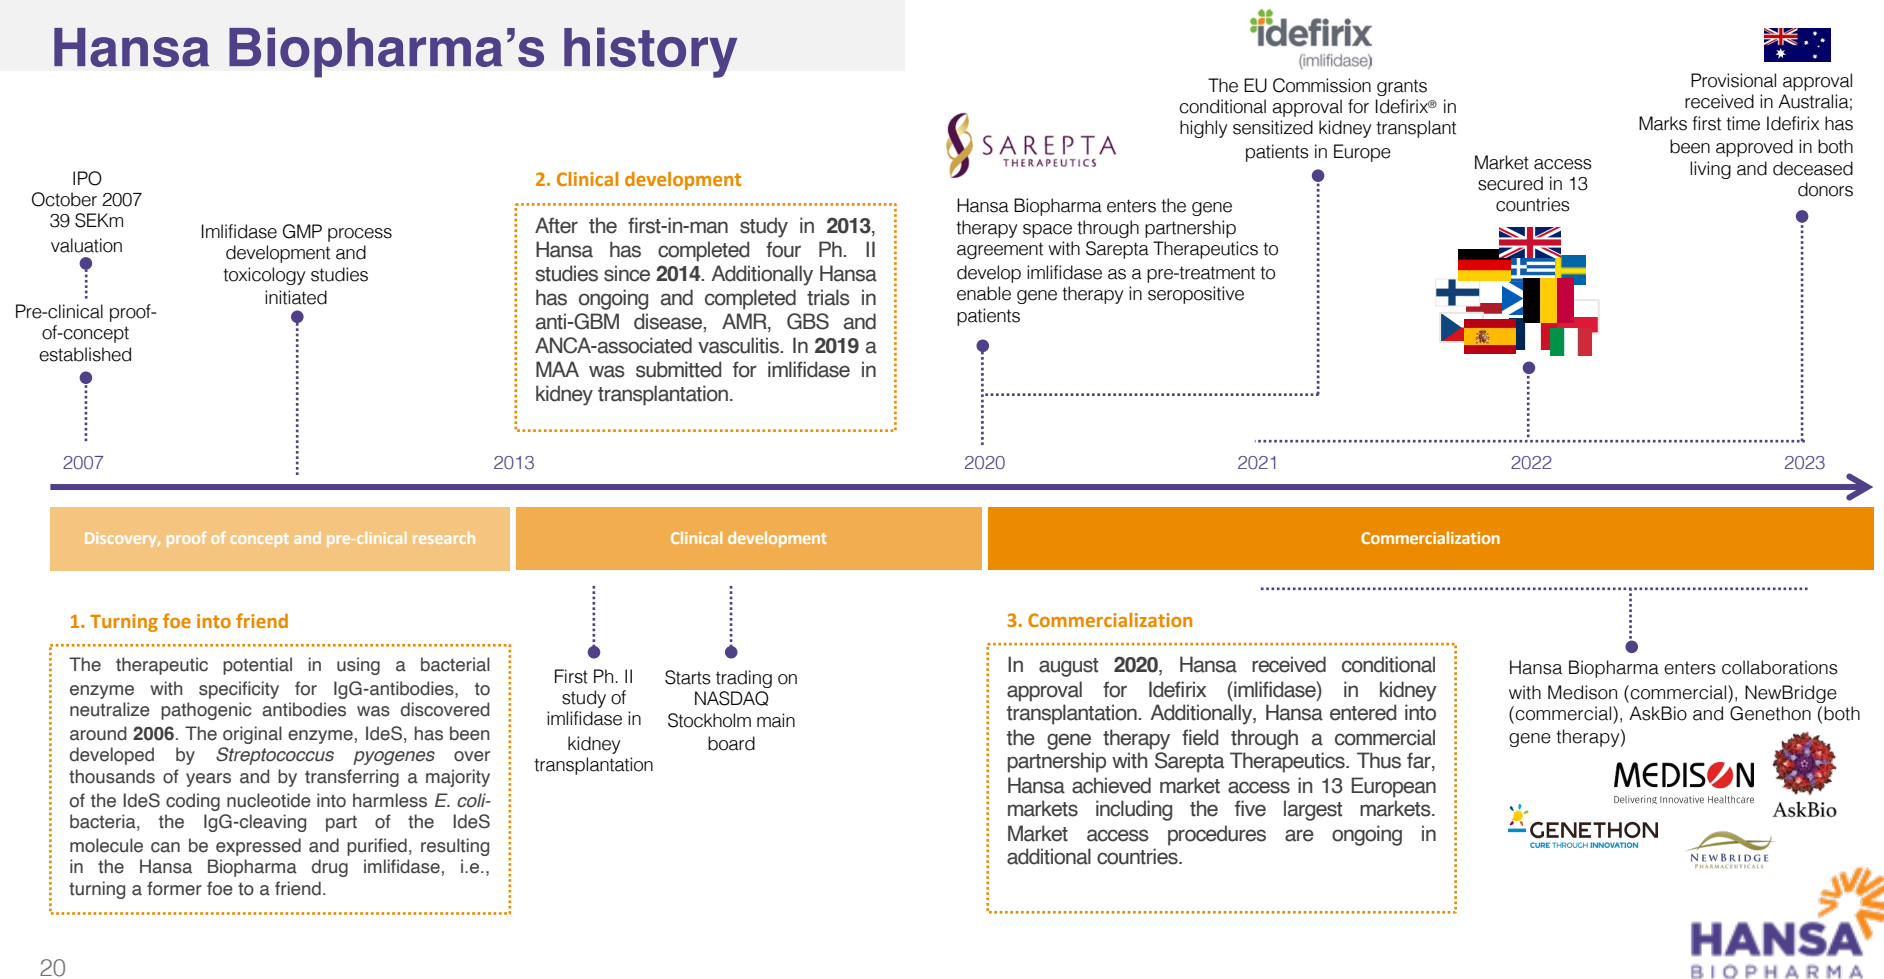 Hansa Biopharma’s history
IPO
October 2007
39 SEKm
valuation
Pre-clinical proof-
of-concept
established
Imlifidase GMP process
development and
toxicology studies
initiated
2. Clinical development
After the first-in-man study in 2013,
Hansa has completed four Ph. II
studies since 2014. Additionally Hansa
has ongoing and completed trials in
anti-GBM disease, AMR, GBS and
ANCA-associated vasculitis. In 2019 a
MAA was submitted for imlifidase in
kidney transplantation.
SAREPTA
THERAPEUTICS
Hansa Biopharma enters the gene
therapy space through partnership
agreement with Sarepta Therapeutics to
develop imlifidase as a pre-treatment to
enable gene therapy in seropositive
patients
idefirix
(imlifidase)
The EU Commission grants
conditional approval for Idefirix® in
highly sensitized kidney transplant
patients in Europe
Market access
secured in 13
countries
Provisional approval
received in Australia;
Marks first time Idefirix has
been approved in both
living and deceased
donors
2007
2013
2020
2021
2022
2023
Discovery, proof of concept and pre-clinical research
Clinical development
Commercialization
1. Turning foe into friend
The therapeutic potential in using a bacterial
enzyme with specificity for IgG-antibodies, to
neutralize pathogenic antibodies was discovered
around 2006. The original enzyme, IdeS, has been
developed by Streptococcus pyogenes over
thousands of years and by transferring a majority
of the IdeS coding nucleotide into harmless E. coli-
bacteria, the IgG-cleaving part of the IdeS
molecule can be expressed and purified, resulting
in the Hansa Biopharma drug imlifidase, i.e.,
turning a former foe to a friend.
First Ph. II
study of
imlifidase in
kidney
transplantation
Starts trading on
NASDAQ
Stockholm main
board
3. Commercialization
In august 2020, Hansa received conditional
approval for Idefirix (imlifidase) in kidney
transplantation. Additionally, Hansa entered into
the gene therapy field through a commercial
partnership with Sarepta Therapeutics. Thus far,
Hansa achieved market access in 13 European
markets including the five largest markets.
Market access procedures are ongoing in
additional countries.
Hansa Biopharma enters collaborations
with Medison (commercial), NewBridge
(commercial), AskBio and Genethon (both
gene therapy)
MEDISON
Delivering Innovative Healthcare
AskBio
GENETHON
CURE THROUGH INNOVATION
NEWBRIDGE
PHARMACEUTICALS
HANSA
BIOPHARMA
20